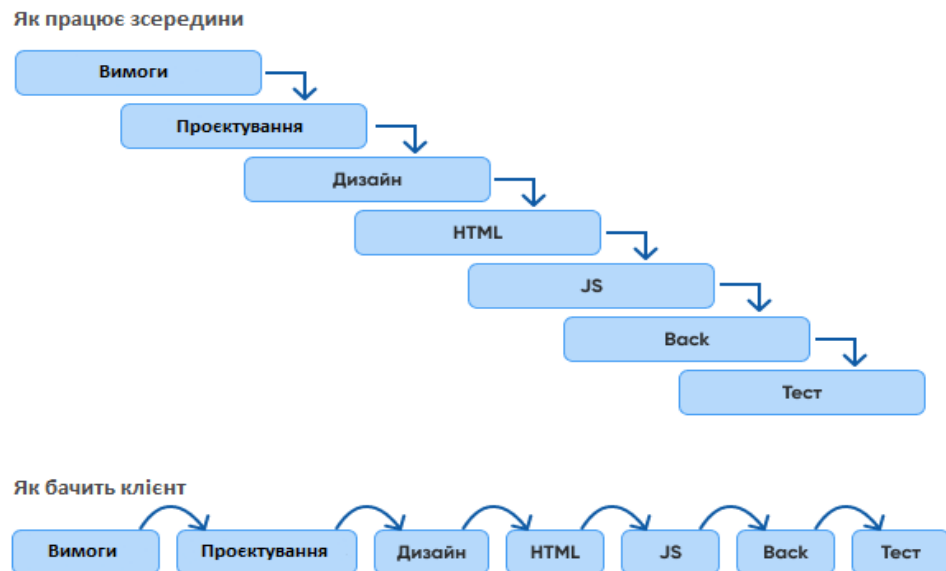 Як працює зсередини
Вимоги
Проєктування
Дизайн
HTML
JS
Back
Тест
Як бачить клієнт
Вимоги Проєктування Дизайн HTML JS Back Тест